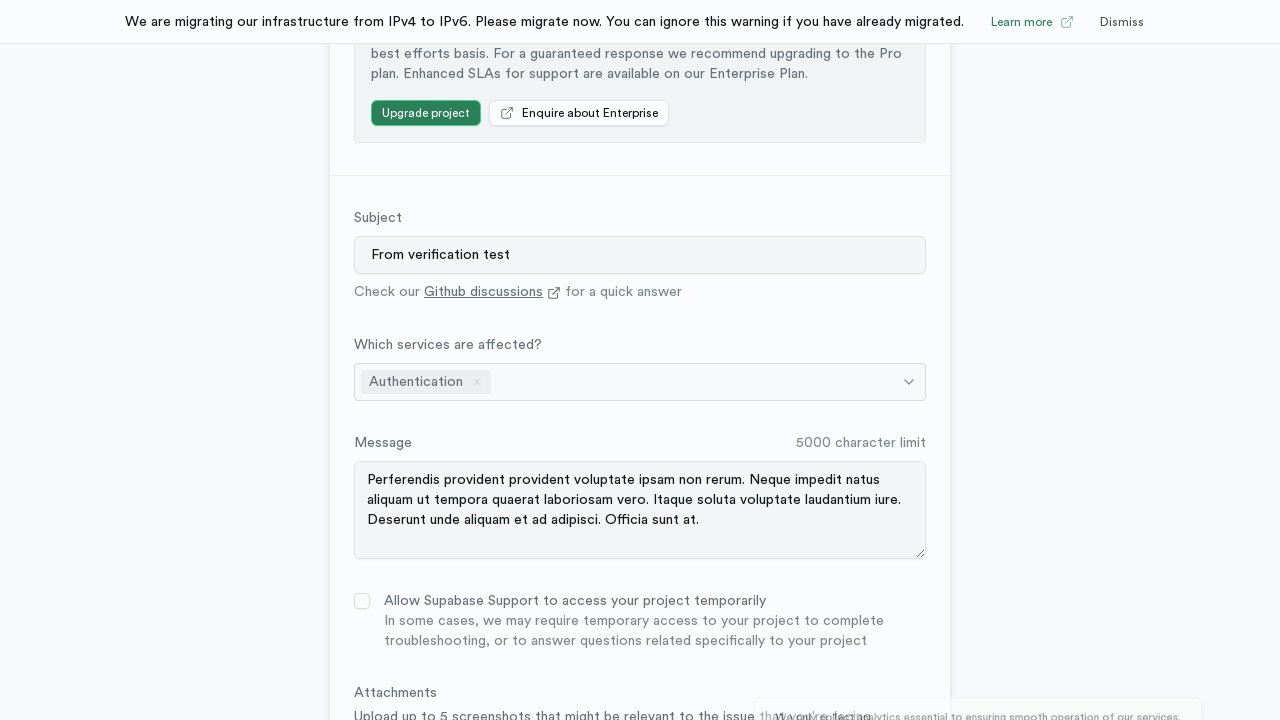 We are migrating our infrastructure from IPv4 to IPv6. Please migrate now. You can ignore this warning if you have already migrated.
Learn more
Dismiss
best efforts basis. For a guaranteed response we recommend upgrading to the Pro
plan. Enhanced SLAs for support are available on our Enterprise Plan.
Upgrade project
Enquire about Enterprise
Subject
From verification test
Check our Github discussions for a quick answer
Which services are affected?
Authentication
Message
5000 character limit
Perferendis provident provident voluptate ipsam non rerum. Neque impedit natus
aliquam ut tempora quaerat laboriosam vero. Itaque soluta voluptate laudantium iure.
Deserunt unde aliquam et ad adipisci. Officia sunt at.
Allow Supabase Support to access your project temporarily
In some cases, we may require temporary access to your project to complete
troubleshooting, or to answer questions related specifically to your project
Attachments
Upload up to 5 screenshots that might be relevant to the issue that you're facing
We only collect analytics essential to ensuring smooth operation of our services.